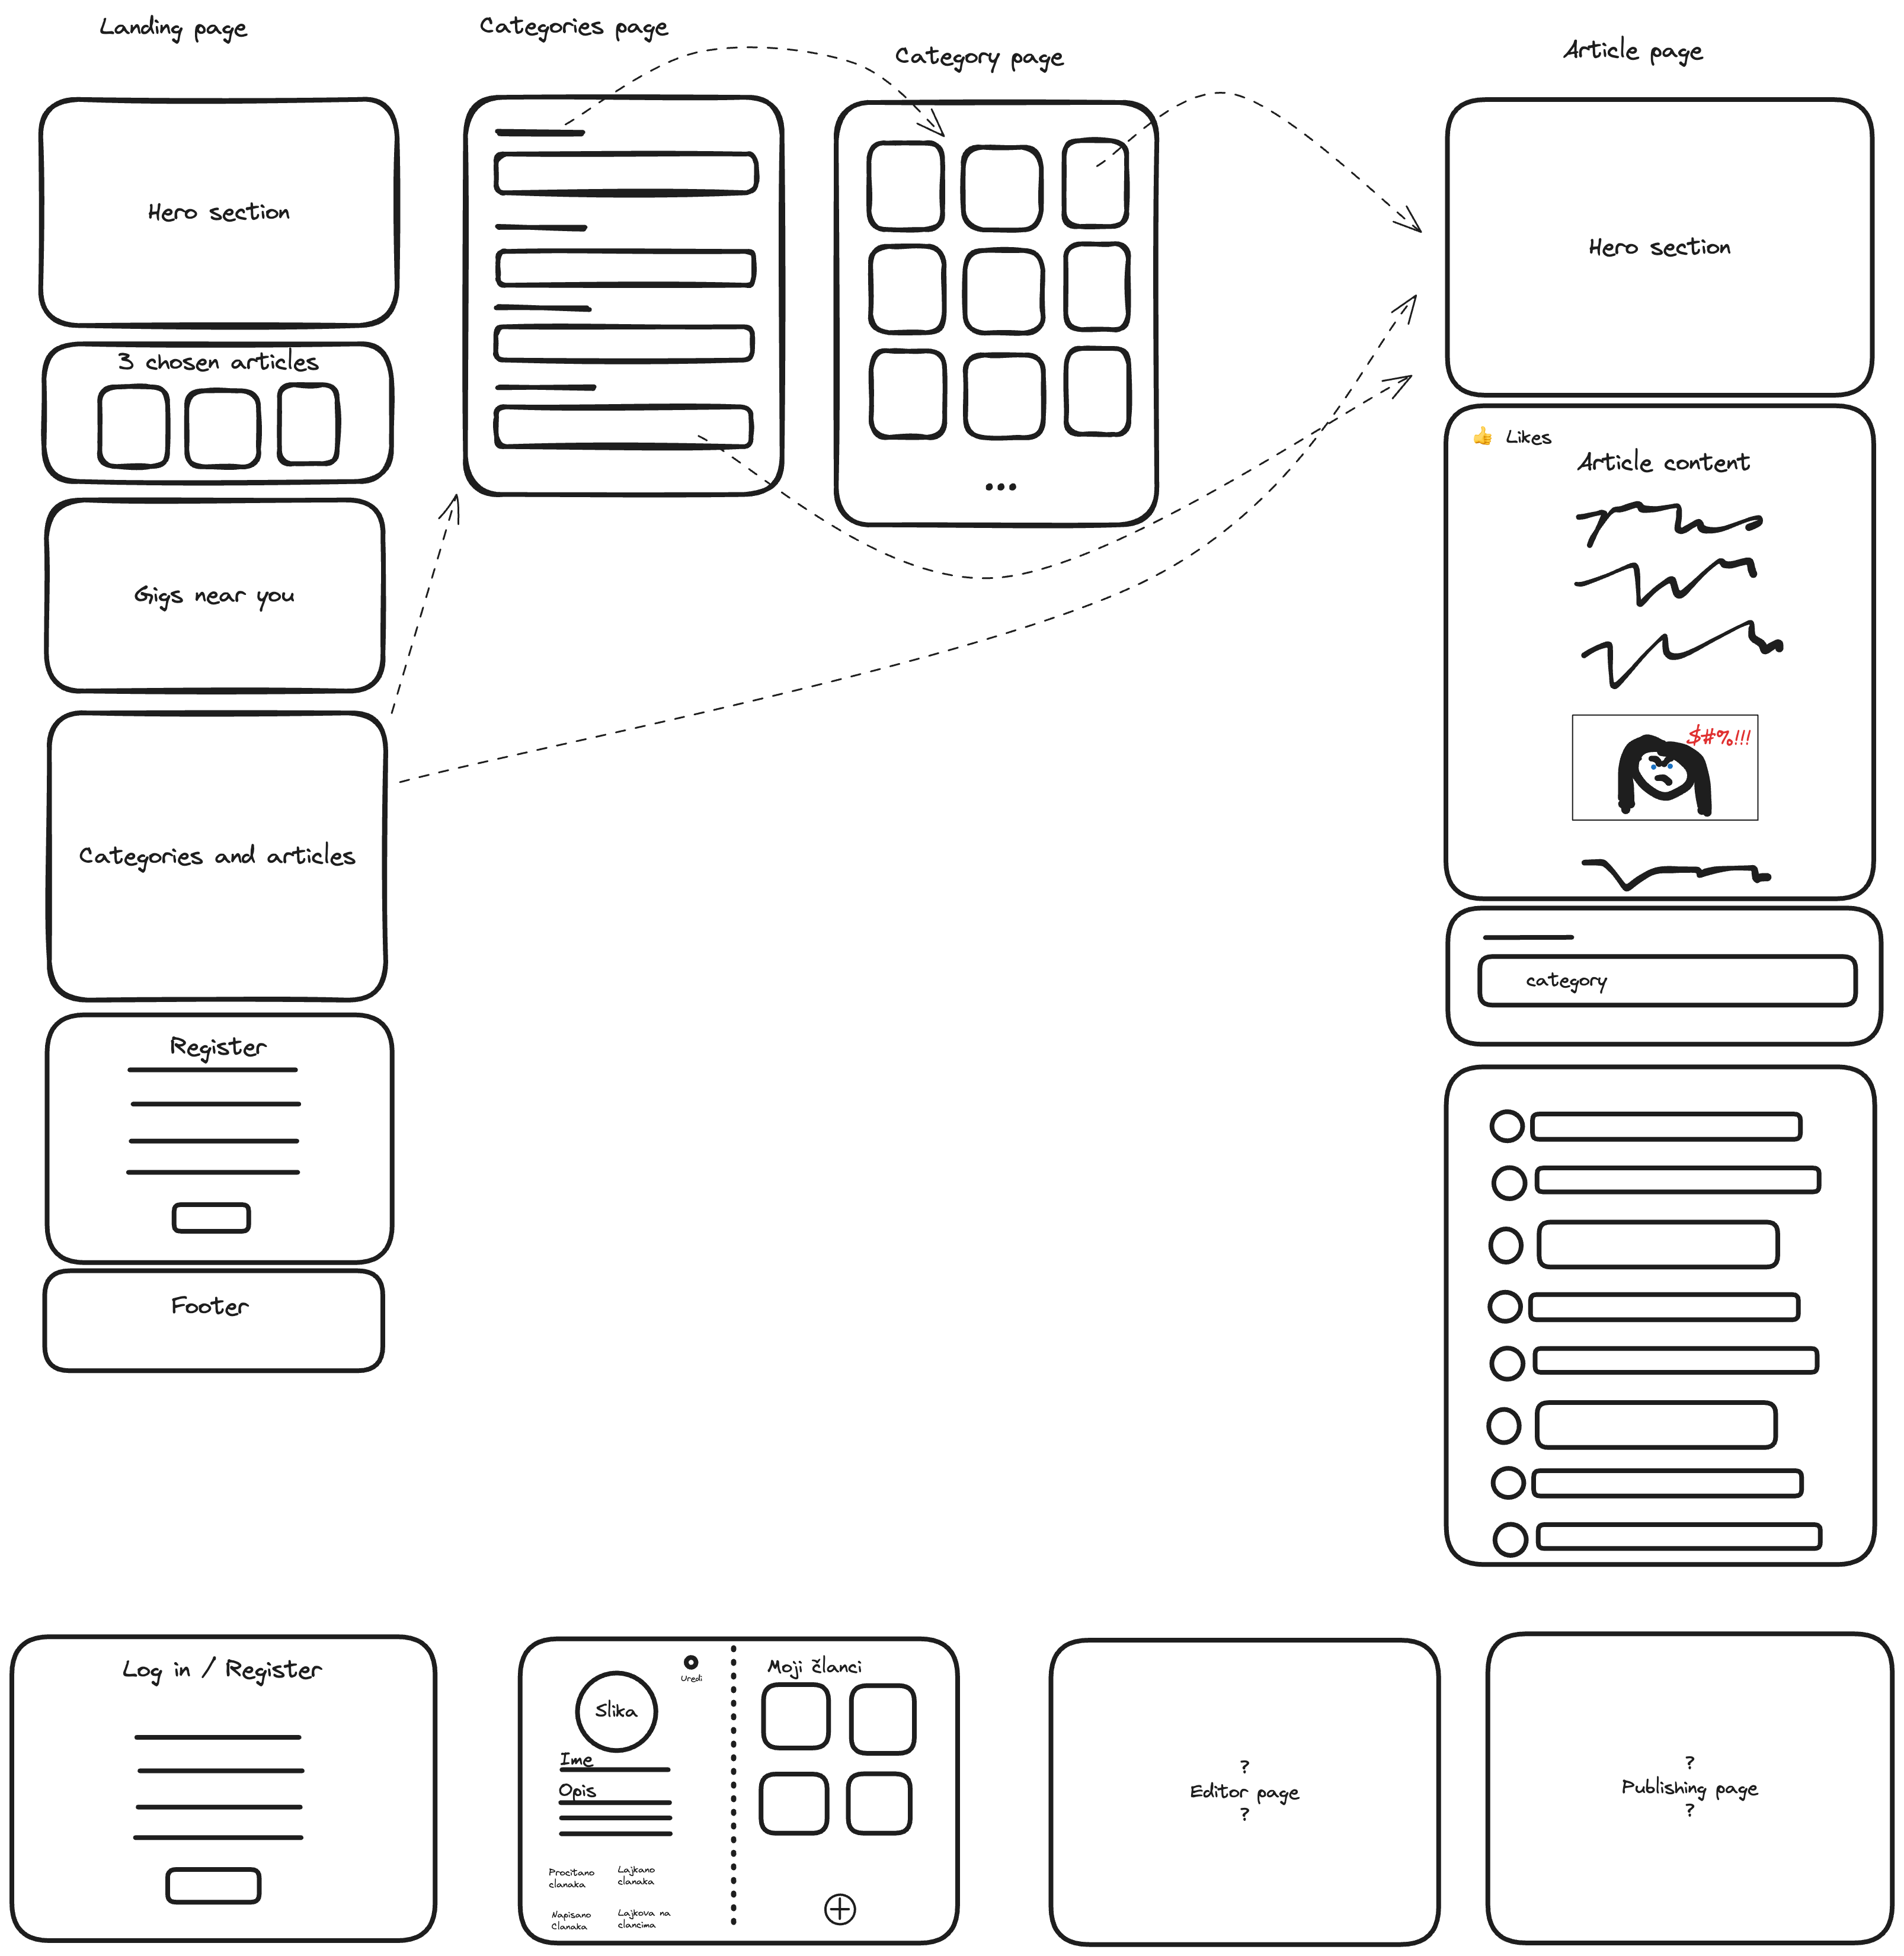 Landing page
Categories page
Category page
Article page
Hero section
3 chosen articles
Gigs near you
Categories and articles
Register
Footer
Hero section
👍 Likes
Article content
$#%!!!
category
Log in / Register
Uredi
Slika
Ime
Opis
Procitano
clanaka
Lajkano
clanaka
Napisano
Clanaka
Lajkova na
clancima
Moji članci
?
Editor page
?
?
Publishing page
?